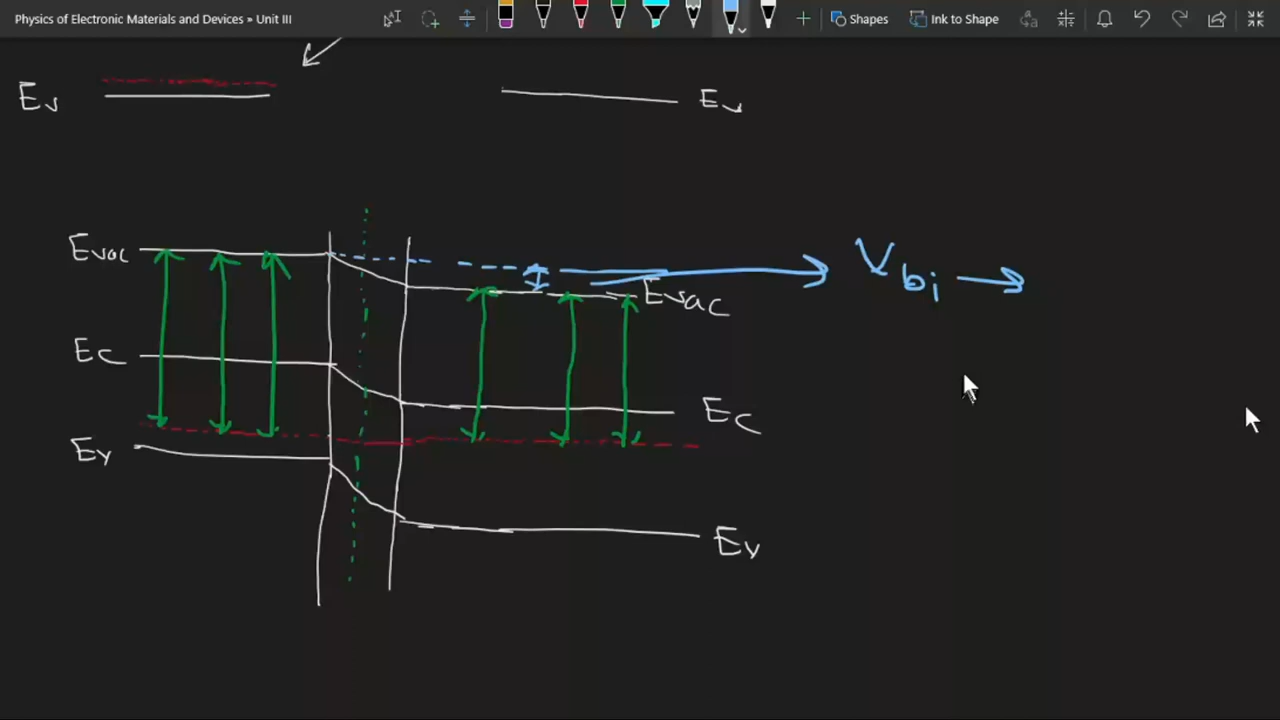 Physics of Electronic Materials and Devices » Unit III
Shapes
Ink to Shape
Ev
Ev
Evac
Vbi
Evac
Ec
Ec
Ev
Ev